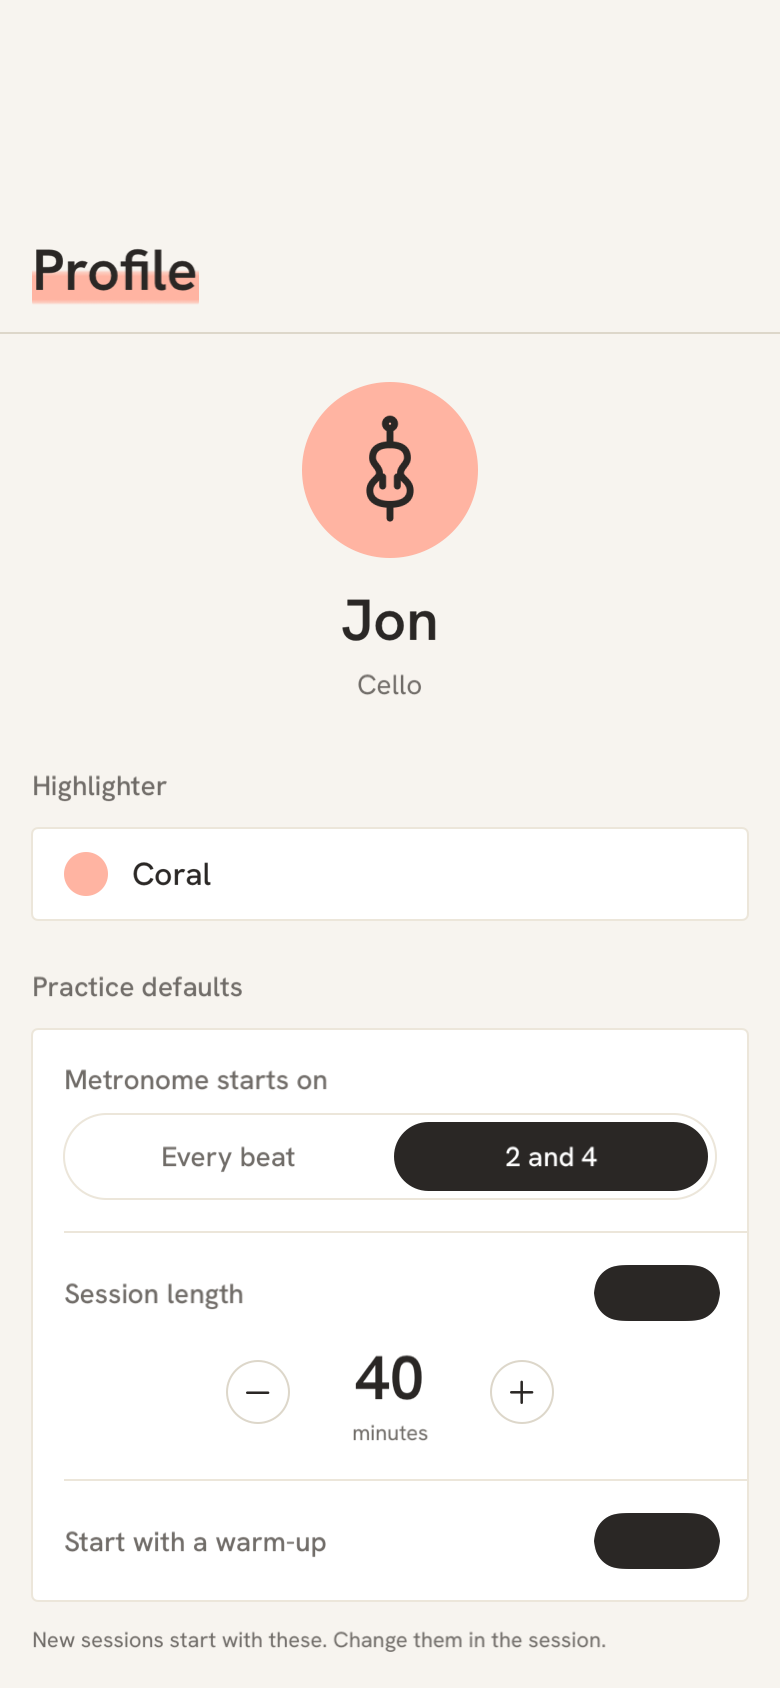 Profile
Jon
Cello
Highlighter
Coral
Practice defaults
Metronome starts on
Every beat
2 and 4
Session length
40
minutes
Start with a warm-up
New sessions start with these. Change them in the session.